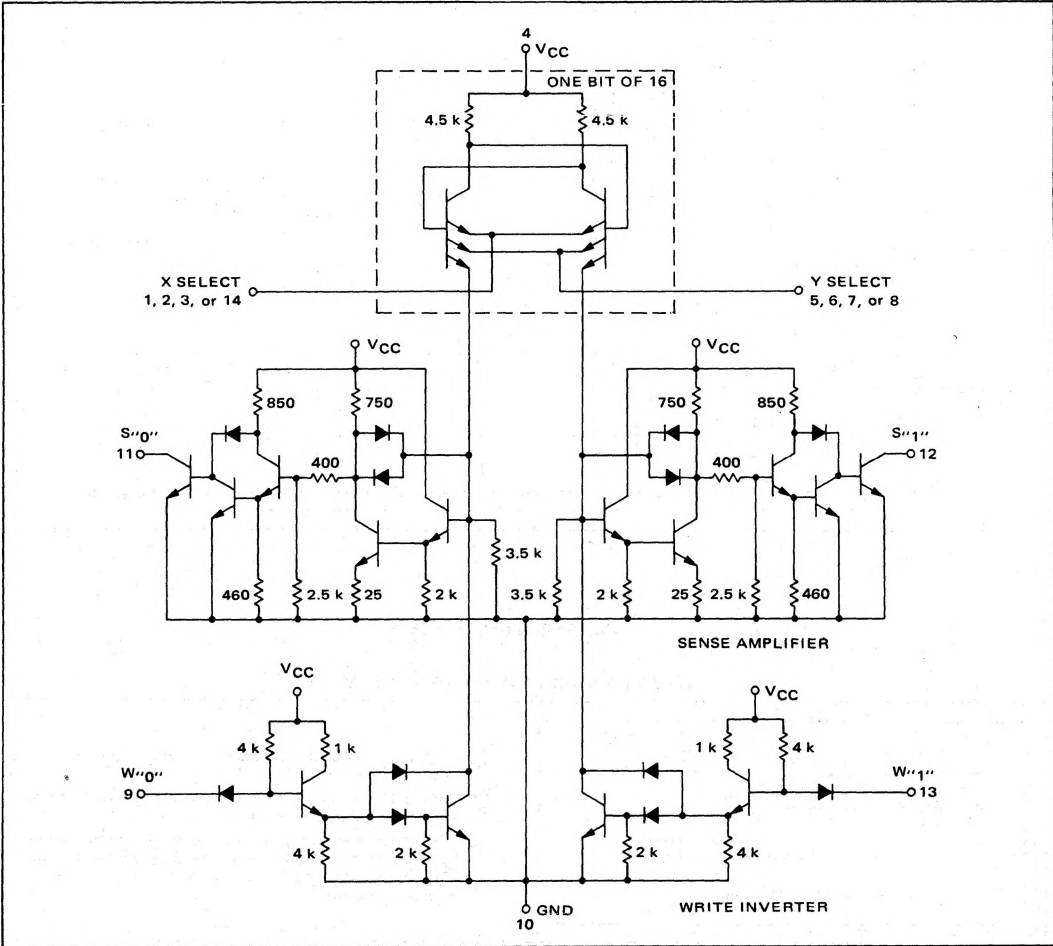 4
VCC
ONE BIT OF 16
4.5 k
4.5 k
X SELECT
1, 2, 3, or 14
Y SELECT
5, 6, 7, or 8
VCC
VCC
850
750
750
850
S"0"
11
400
400
S"1"
12
3.5 k
460
2.5 k
25
2 k
3.5 k
2 k
25
2.5 k
460
SENSE AMPLIFIER
VCC
VCC
4 k
1 k
1 k
4 k
W"0"
9
W"1"
13
4 k
2 k
2 k
4 k
GND
10
WRITE INVERTER